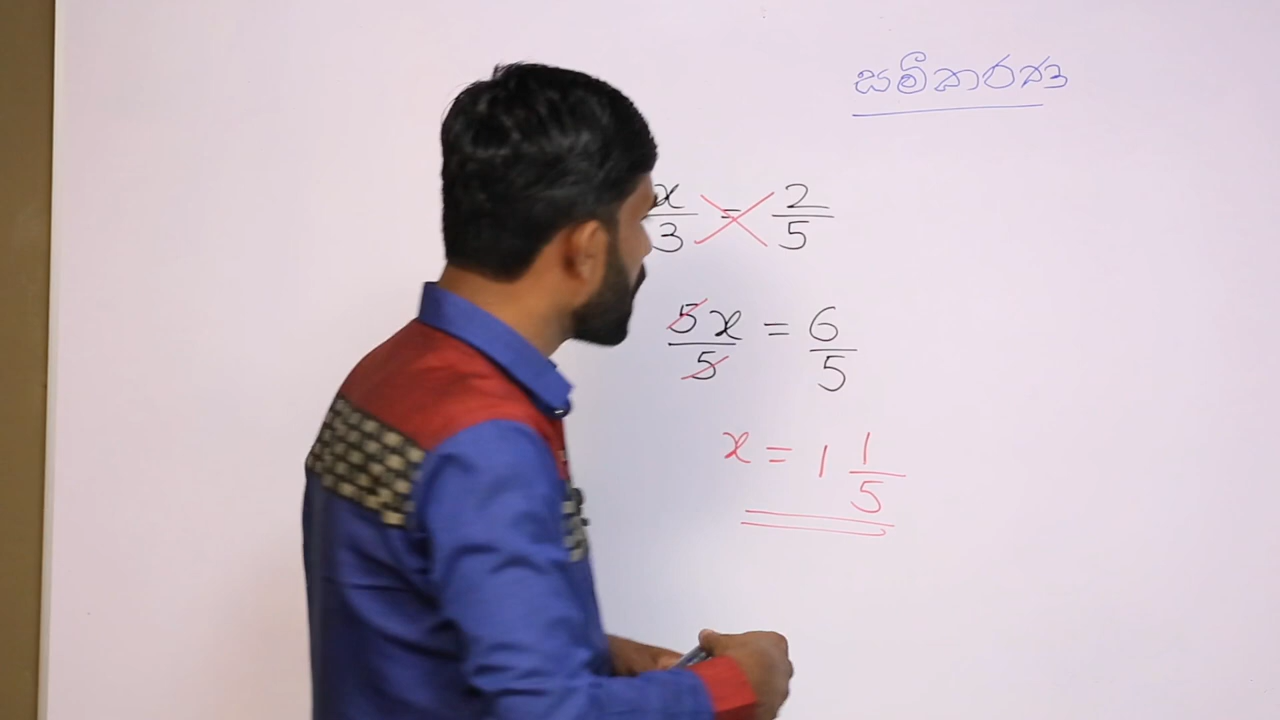 සමීකරණ
x/3 = 2/5
5x/5 = 6/5
x = 1 1/5